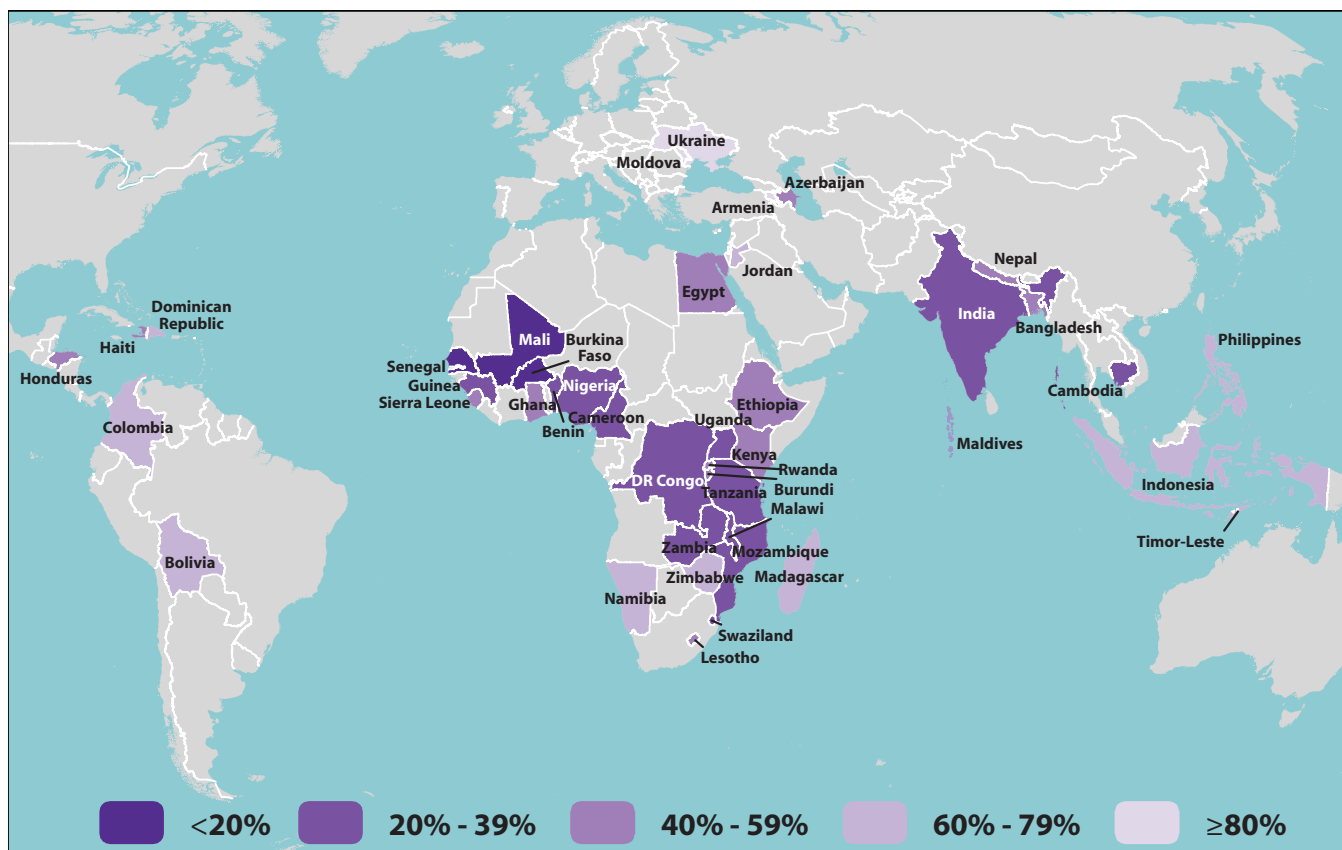 Ukraine
Moldova
Azerbaijan
Armenia
Jordan
Nepal
Egypt
India
Bangladesh
Dominican
Republic
Haiti
Honduras
Mali
Burkina
Faso
Senegal
Guinea
Sierra Leone
Nigeria
Ghana
Cameroon
Benin
Ethiopia
Uganda
Philippines
Cambodia
Colombia
Maldives
Kenya
Rwanda
DR Congo
Burundi
Tanzania
Malawi
Indonesia
Timor-Leste
Bolivia
Zambia
Mozambique
Zimbabwe
Madagascar
Namibia
Swaziland
Lesotho
<20%
20% - 39%
40% - 59%
60% - 79%
≥80%